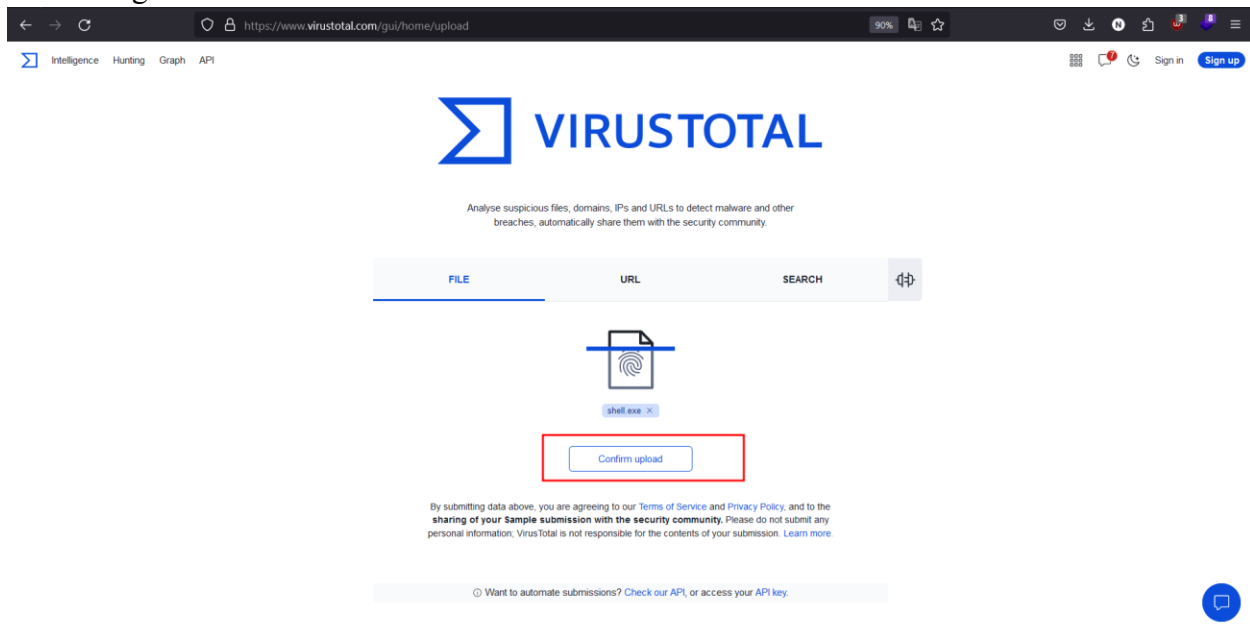 https://www.virustotal.com/gui/home/upload
90%
3
8
Intelligence Hunting Graph API
7
Sign in
Sign up
VIRUSTOTAL
Analyse suspicious files, domains, IPs and URLs to detect malware and other
breaches, automatically share them with the security community.
FILE
URL
SEARCH
shell.exe ×
Confirm upload
By submitting data above, you are agreeing to our Terms of Service and Privacy Policy, and to the
sharing of your Sample submission with the security community. Please do not submit any
personal information; VirusTotal is not responsible for the contents of your submission. Learn more.
Want to automate submissions? Check our API, or access your API key.